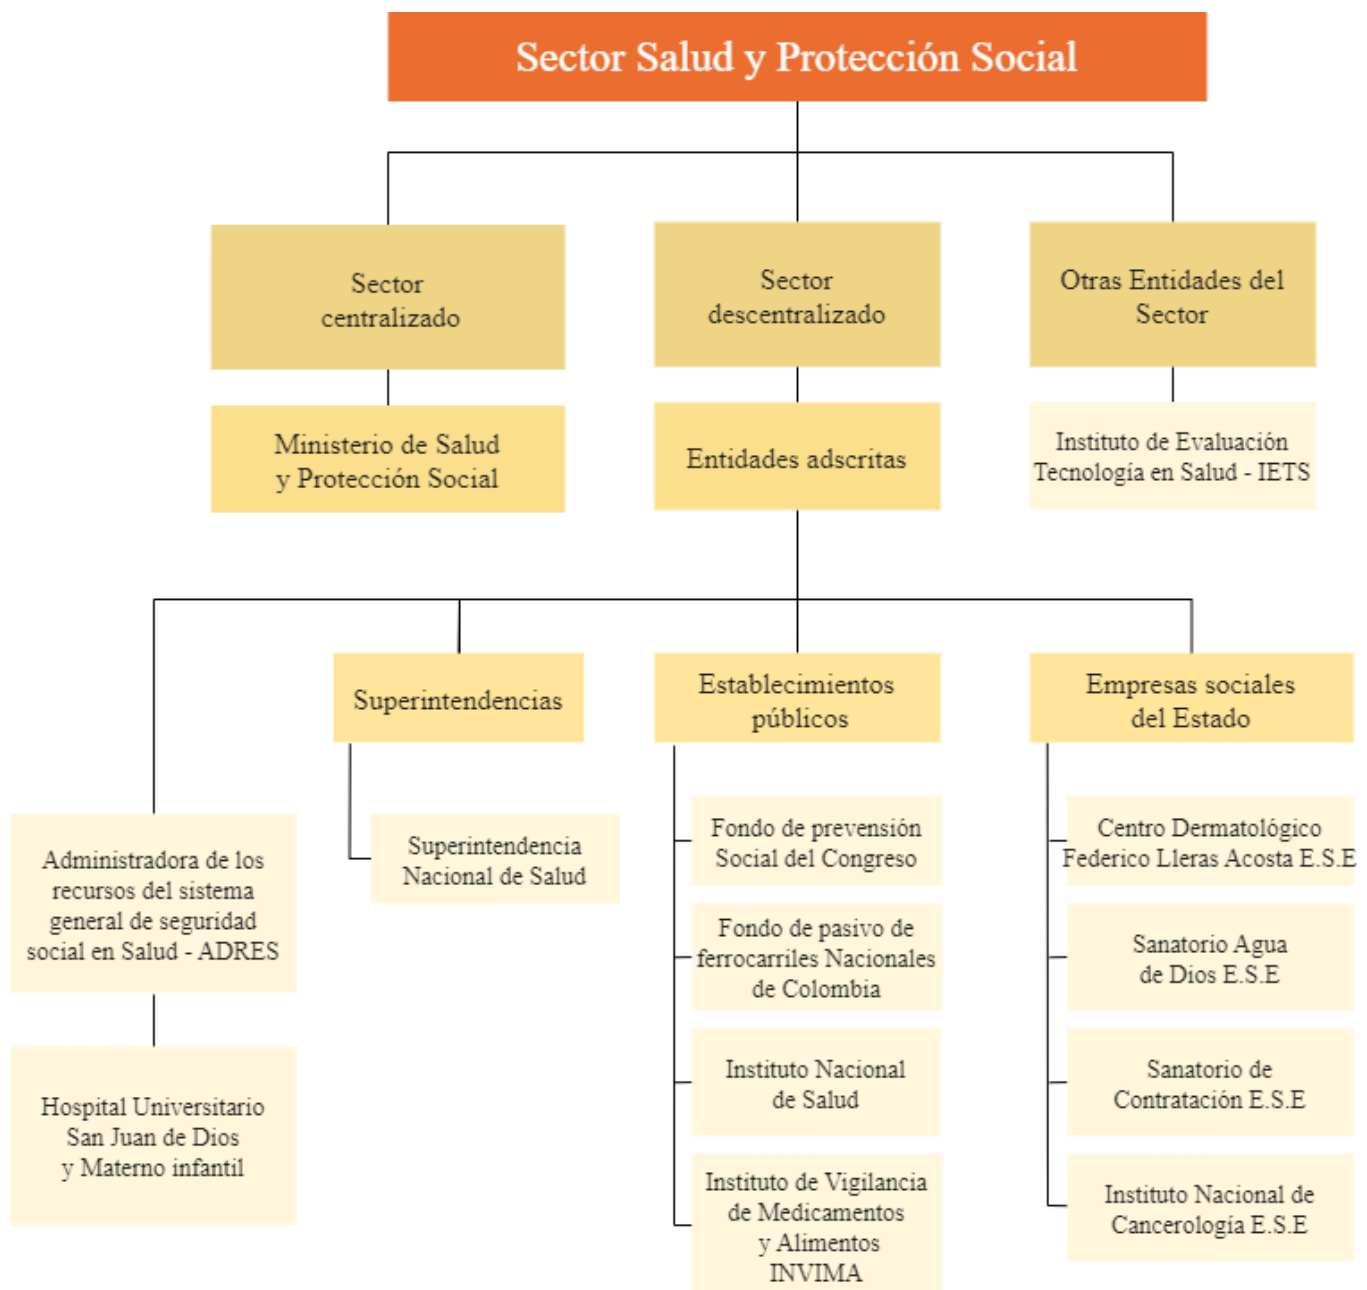 Sector Salud y Protección Social
Sector
centralizado
Sector
descentralizado
Otras Entidades del
Sector
Ministerio de Salud
y Protección Social
Entidades adscritas
Instituto de Evaluación
Tecnología en Salud - IETS
Superintendencias
Establecimientos
públicos
Empresas sociales
del Estado
Administradora de los
recursos del sistema
general de seguridad
social en Salud - ADRES
Hospital Universitario
San Juan de Dios
y Materno infantil
Superintendencia
Nacional de Salud
Fondo de prevensión
Social del Congreso
Fondo de pasivo de
ferrocarriles Nacionales
de Colombia
Instituto Nacional
de Salud
Instituto de Vigilancia
de Medicamentos
y Alimentos
INVIMA
Centro Dermatológico
Federico Lleras Acosta E.S.E
Sanatorio Agua
de Dios E.S.E
Sanatorio de
Contratación E.S.E
Instituto Nacional de
Cancerología E.S.E